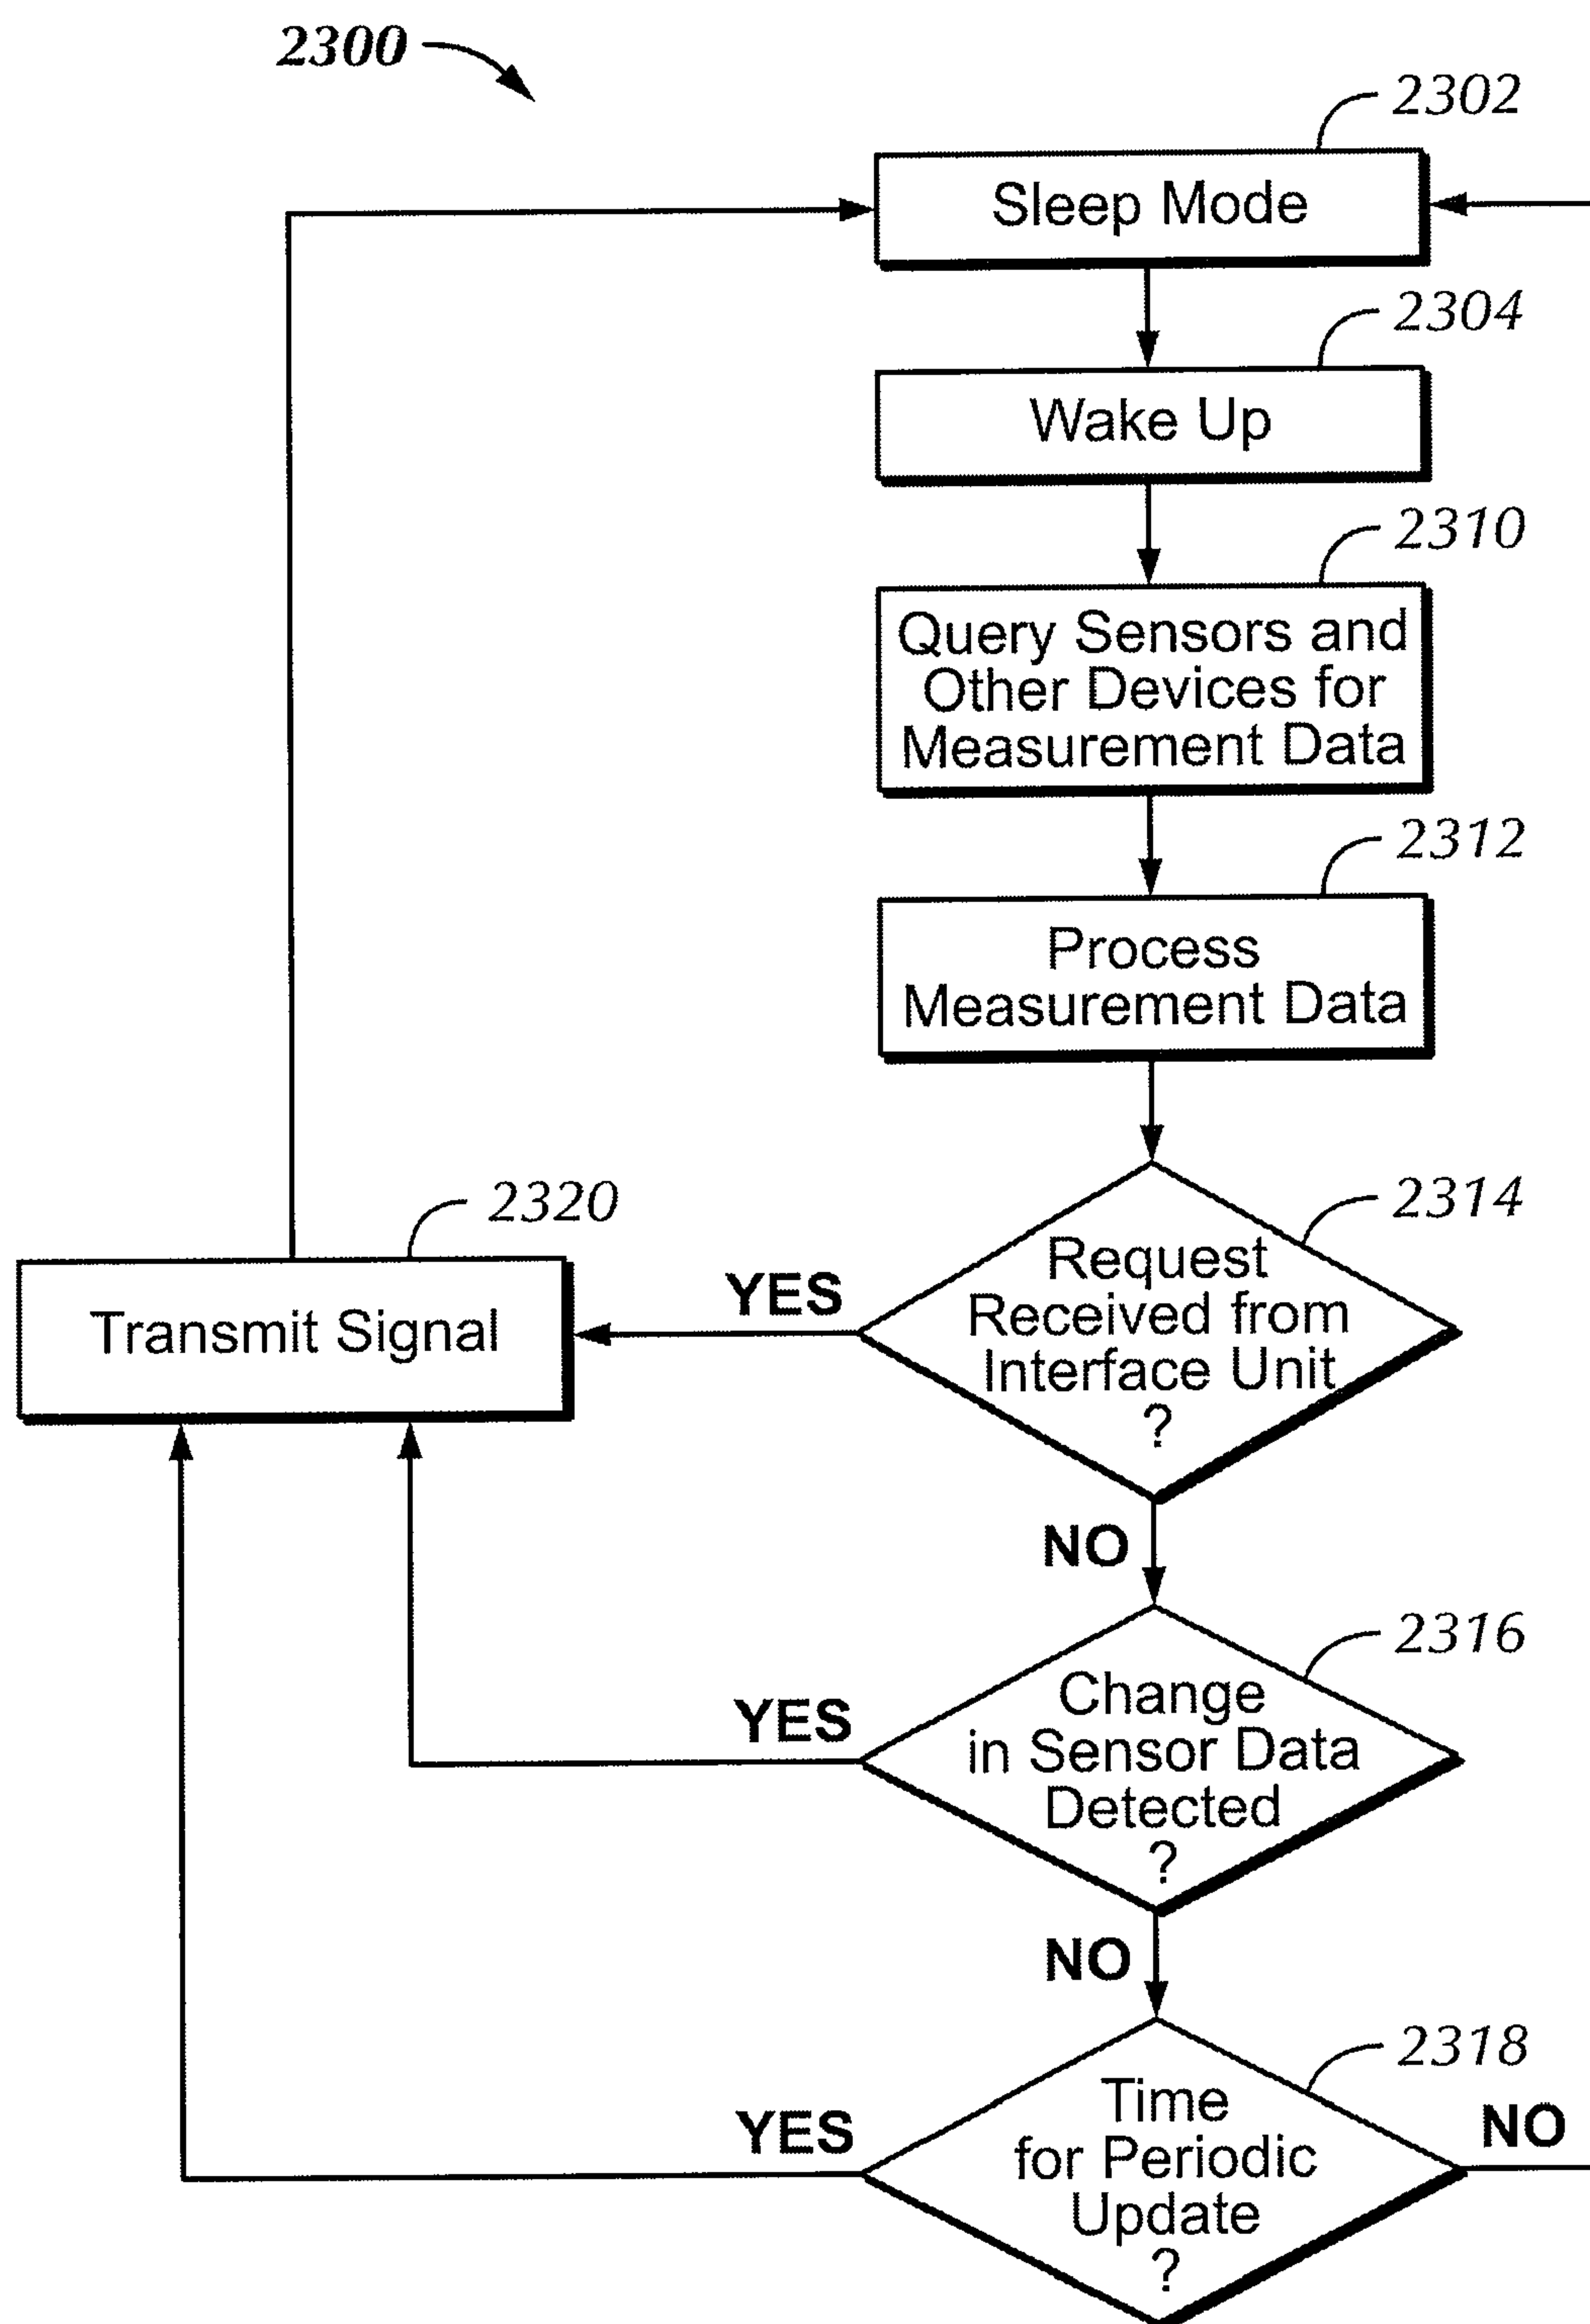 2300
2302
Sleep Mode
2304
Wake Up
2310
Query Sensors and
Other Devices for
Measurement Data
2312
Process
Measurement Data
2314
Request
Received from
Interface Unit
?
YES
2320
Transmit Signal
NO
2316
Change
in Sensor Data
Detected
?
YES
NO
2318
Time
for Periodic
Update
?
YES
NO